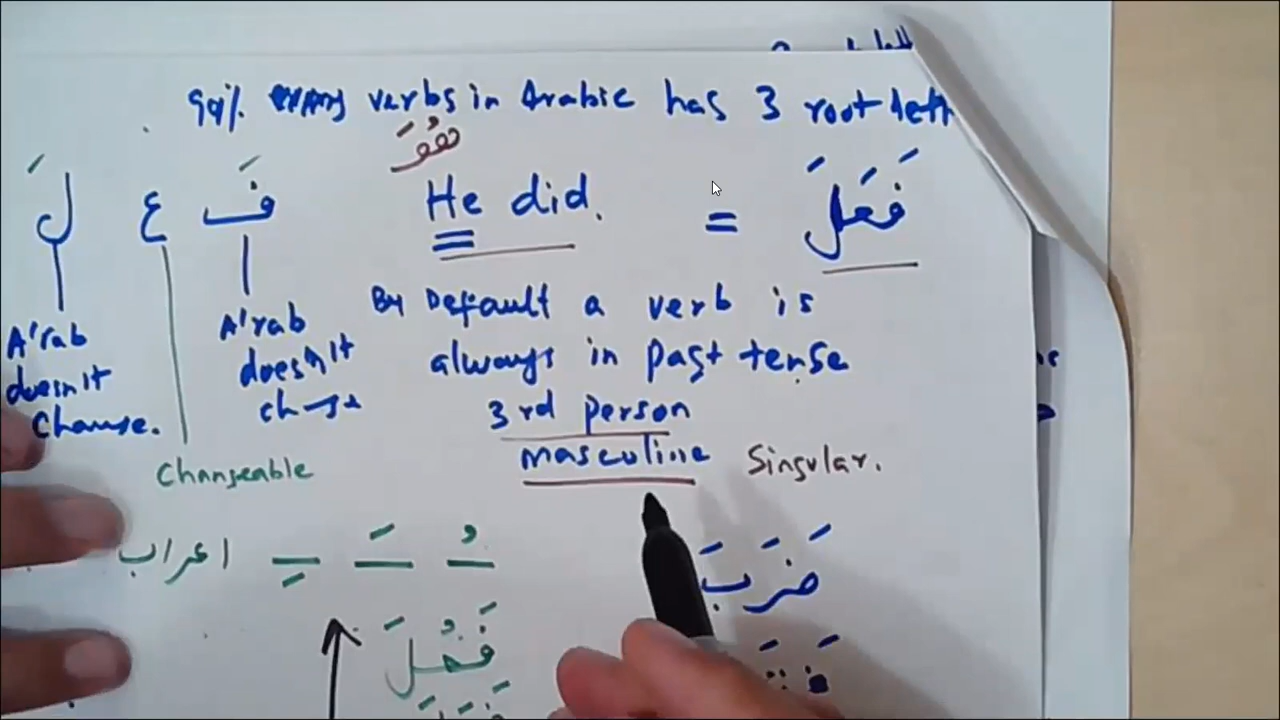 99% verbs in Arabic has 3 root lett
فَعَلَ = He did.
فَ ع لَ
A'rab doesn't change
A'rab
doesn't
Change.
Changeable
By Default a verb is
always in past tense
3rd person
masculine Singular.
اعراب
ضَرَبَ
فَعُلَ